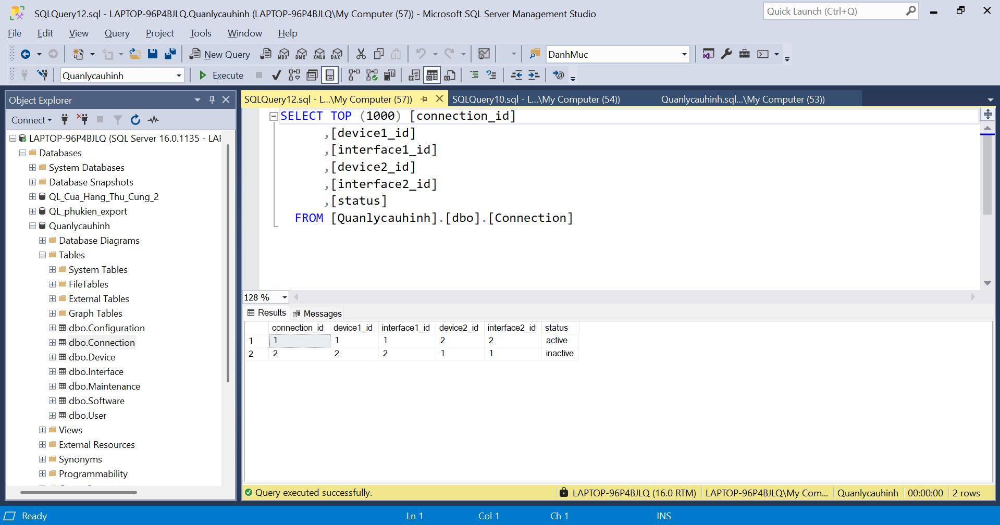 SQLQuery12.sql - LAPTOP-96P4BJLQ.Quanlycauhinh (LAPTOP-96P4BJLQ\My Computer (57)) - Microsoft SQL Server Management Studio
Quick Launch (Ctrl+Q)
File Edit View Query Project Tools Window Help
New Query MDX DMX XMLA DAX DanhMuc
Quanlycauhinh Execute
Object Explorer
Connect
LAPTOP-96P4BJLQ (SQL Server 16.0.1135 - LAP
Databases
System Databases
Database Snapshots
QL_Cua_Hang_Thu_Cung_2
QL_phukien_export
Quanlycauhinh
Database Diagrams
Tables
System Tables
FileTables
External Tables
Graph Tables
dbo.Configuration
dbo.Connection
dbo.Device
dbo.Interface
dbo.Maintenance
dbo.Software
dbo.User
Views
External Resources
Synonyms
Programmability
SQLQuery12.sql - L...\My Computer (57)) SQLQuery10.sql - L...\My Computer (54)) Quanlycauhinh.sql...\My Computer (53))
SELECT TOP (1000) [connection_id]
,[device1_id]
,[interface1_id]
,[device2_id]
,[interface2_id]
,[status]
FROM [Quanlycauhinh].[dbo].[Connection]
128 %
Results Messages
connection_id device1_id interface1_id device2_id interface2_id status
1 1 1 1 2 2 active
2 2 2 2 1 1 inactive
Query executed successfully. LAPTOP-96P4BJLQ (16.0 RTM) LAPTOP-96P4BJLQ\My Com... Quanlycauhinh 00:00:00 2 rows
Ready Ln 1 Col 1 Ch 1 INS